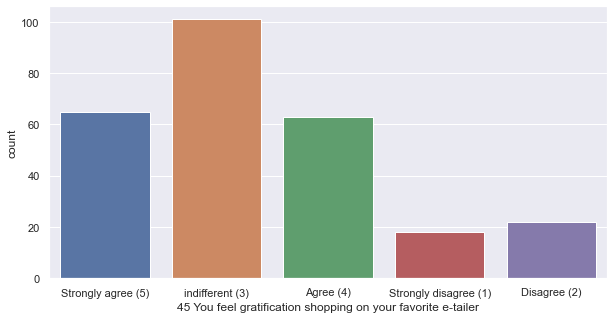 100
80
60
40
20
0
count
Strongly agree (5) indifferent (3) Agree (4) Strongly disagree (1) Disagree (2)
45 You feel gratification shopping on your favorite e-tailer